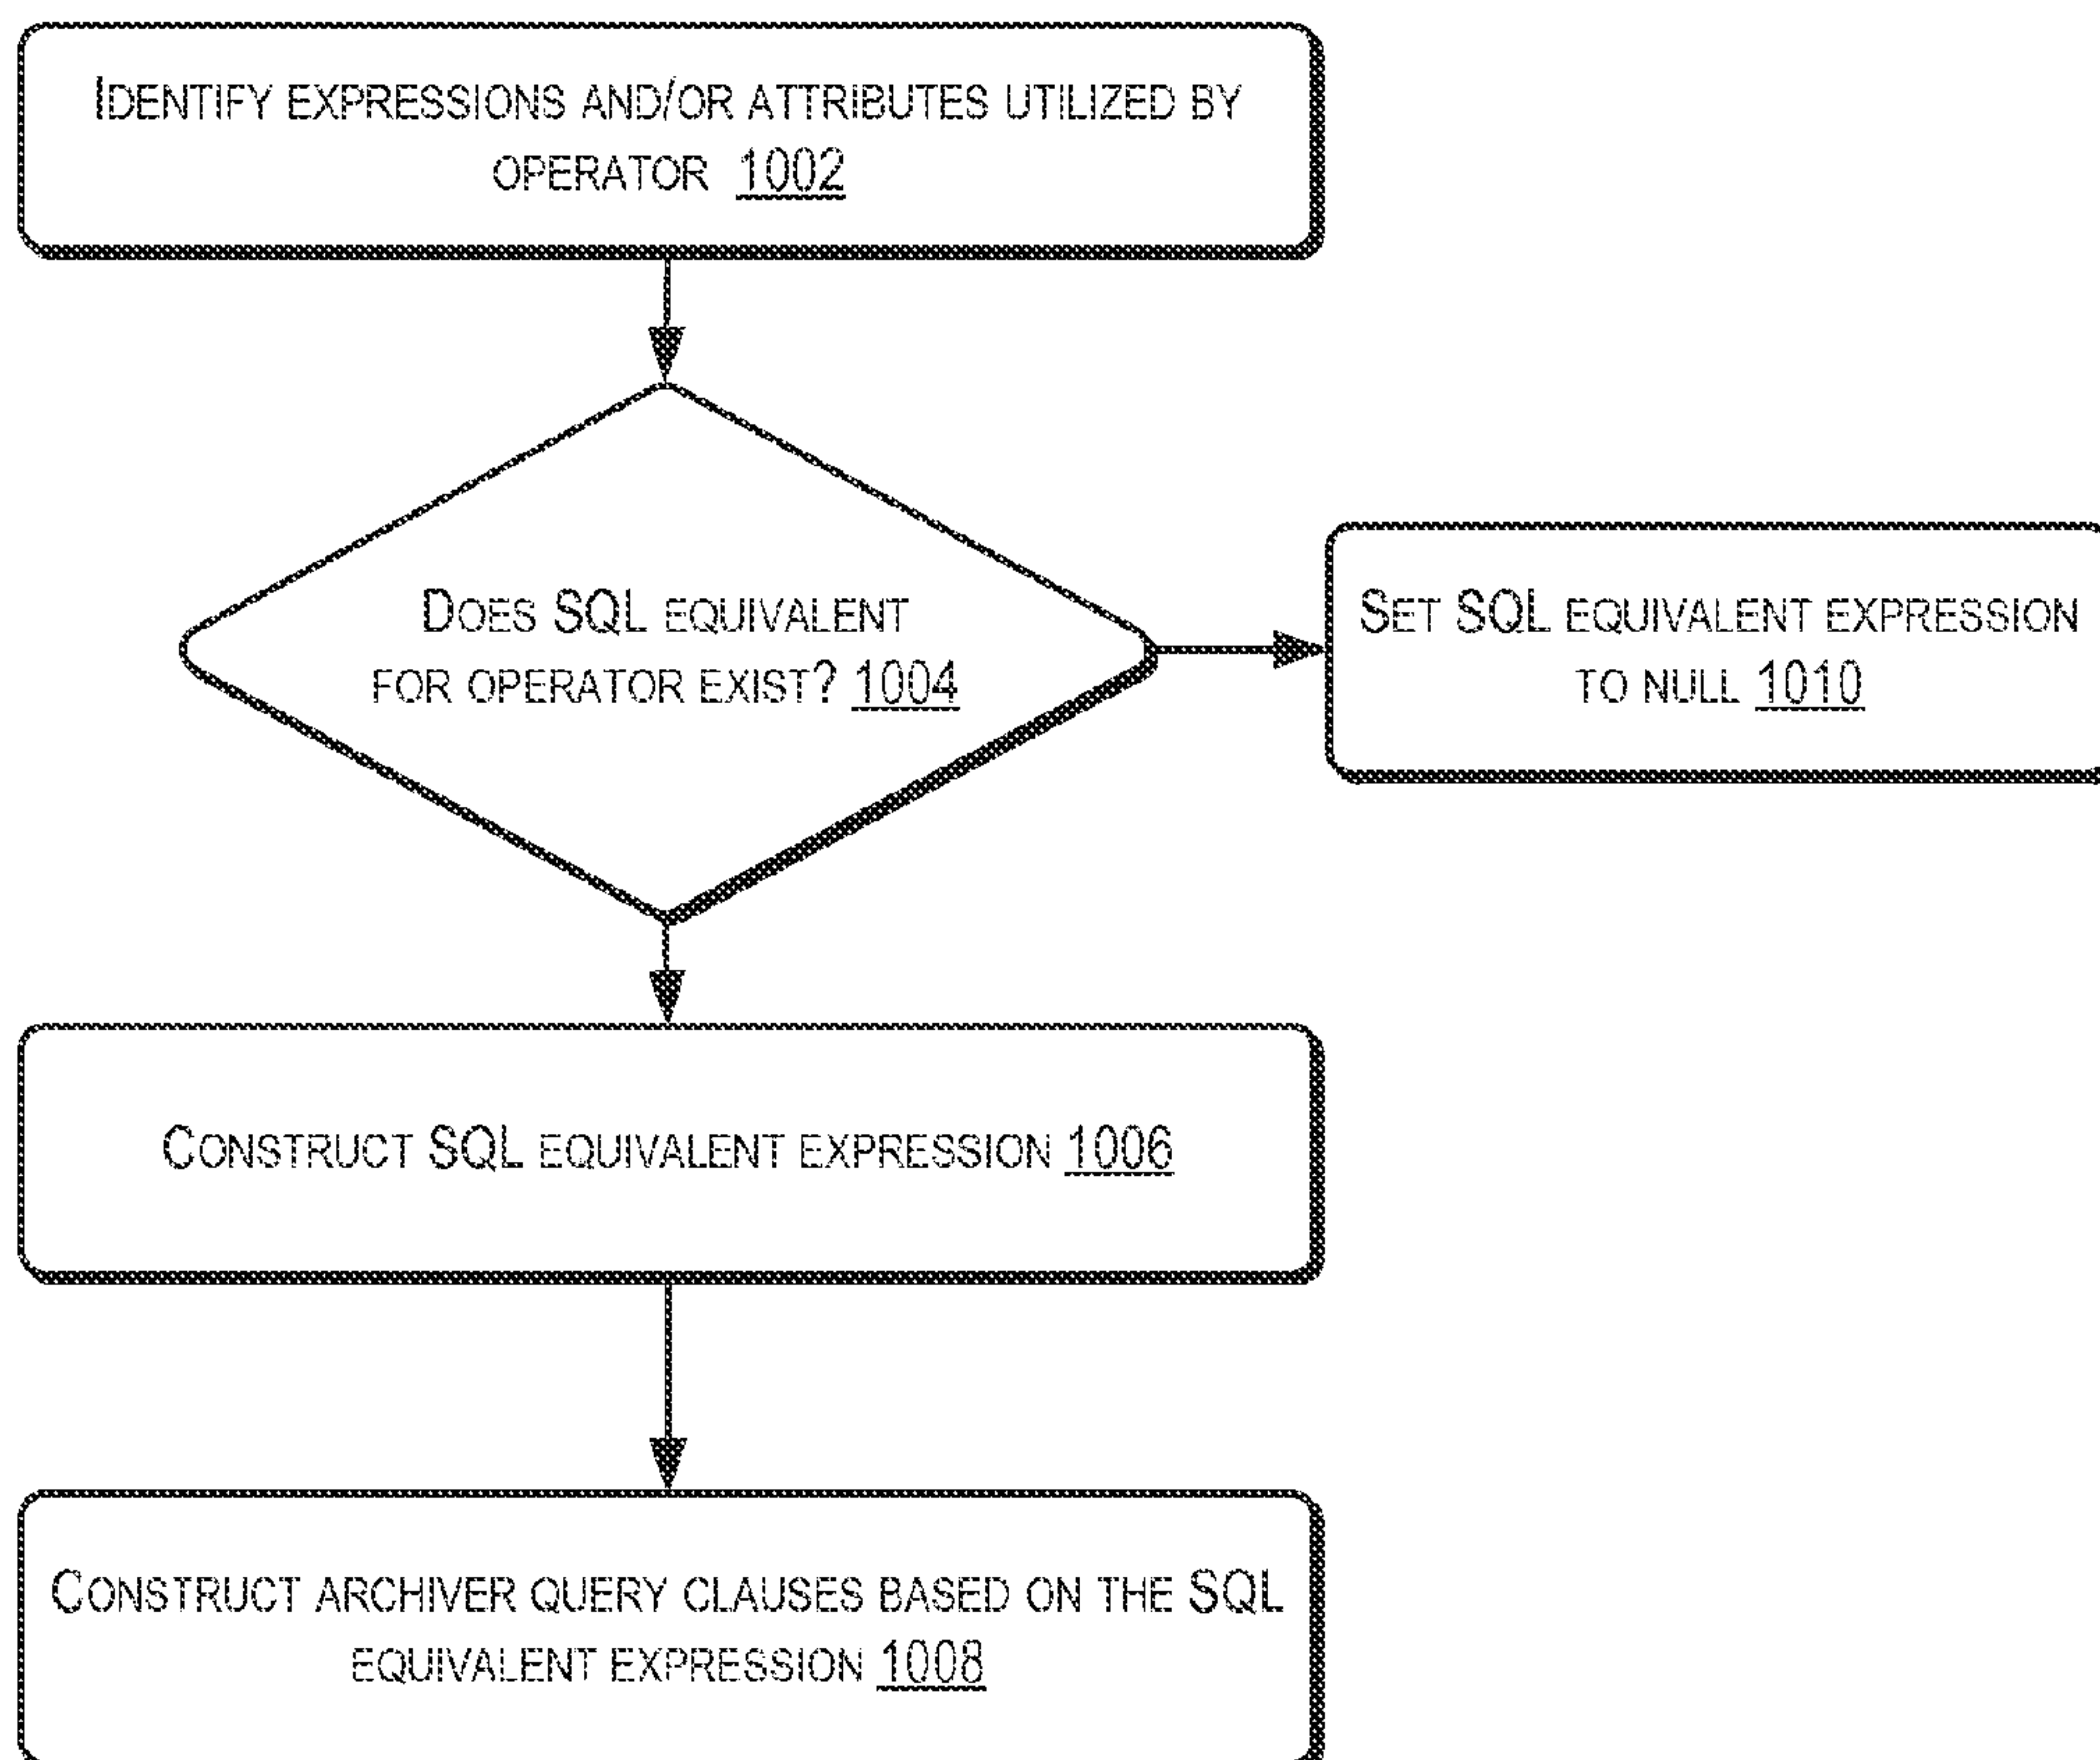 IDENTIFY EXPRESSIONS AND/OR ATTRIBUTES UTILIZED BY
OPERATOR 1002
DOES SQL EQUIVALENT
FOR OPERATOR EXIST? 1004
SET SQL EQUIVALENT EXPRESSION
TO NULL 1010
CONSTRUCT SQL EQUIVALENT EXPRESSION 1006
CONSTRUCT ARCHIVER QUERY CLAUSES BASED ON THE SQL
EQUIVALENT EXPRESSION 1008